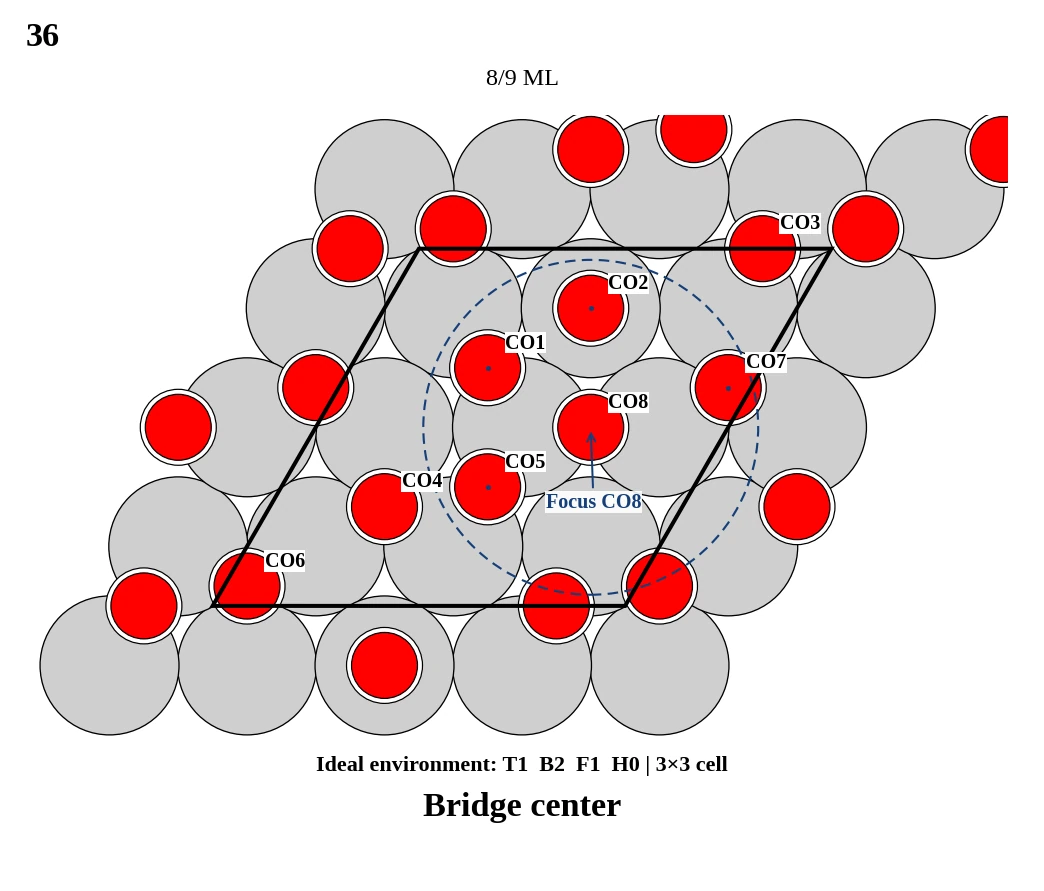 36
8/9 ML
CO3
CO2
CO1
CO7
CO8
CO5
CO4
Focus CO8
CO6
Ideal environment: T1 B2 F1 H0 | 3×3 cell
Bridge center